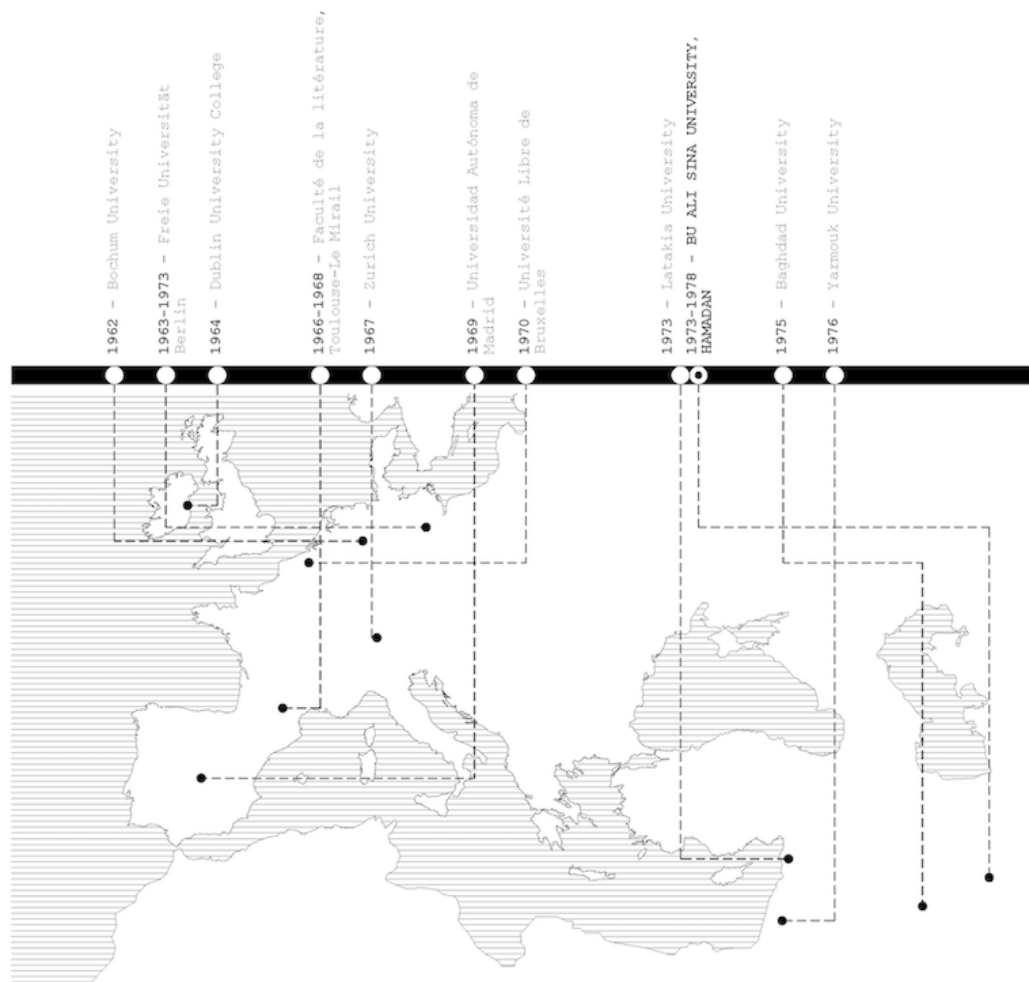 1962 – Bochum University
1963–1973 – Freie Universität
Berlin
1964 – Dublin University College
1966–1968 – Faculté de la litérature,
Toulouse-Le Mirail
1967 – Zurich University
1969 – Universidad Autónoma de
Madrid
1970 – Université Libre de
Bruxelles
1973 – Latakia University
1973–1978 – BU ALI SINA UNIVERSITY,
HAMADAN
1975 – Baghdad University
1976 – Yarmouk University